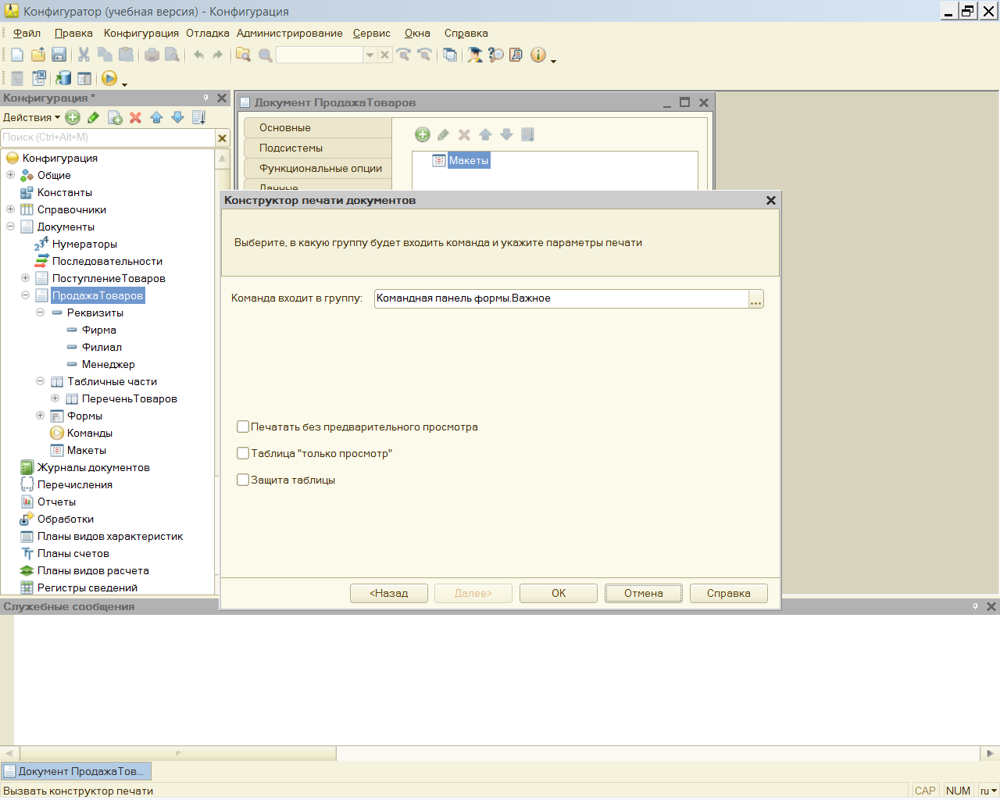 Конфигуратор (учебная версия) - Конфигурация
Файл Правка Конфигурация Отладка Администрирование Сервис Окна Справка
Конфигурация *
Действия
Поиск (Ctrl+Alt+M)
Конфигурация
Общие
Константы
Справочники
Документы
Нумераторы
Последовательности
ПоступлениеТоваров
ПродажаТоваров
Реквизиты
Фирма
Филиал
Менеджер
Табличные части
ПереченьТоваров
Формы
Команды
Макеты
Журналы документов
Перечисления
Отчеты
Обработки
Планы видов характеристик
Планы счетов
Планы видов расчета
Регистры сведений
Документ ПродажаТоваров
Основные
Подсистемы
Функциональные опции
Данные
Макеты
Конструктор печати документов
Выберите, в какую группу будет входить команда и укажите параметры печати
Команда входит в группу: Командная панель формы.Важное ...
Печатать без предварительного просмотра
Таблица "только просмотр"
Защита таблицы
<Назад Далее> OK Отмена Справка
Служебные сообщения
Документ ПродажаТов...
Вызвать конструктор печати CAP NUM ru